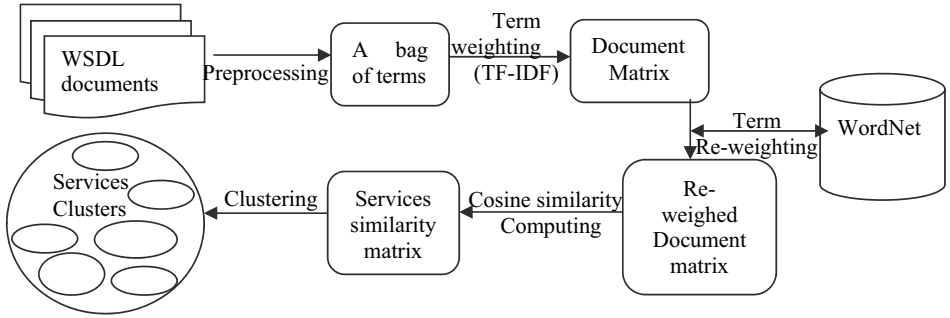 WSDL
documents
Preprocessing
A bag
of terms
Term
weighting
(TF-IDF)
Document
Matrix
Term
Re-weighting
WordNet
Re-
weighed
Document
matrix
Cosine similarity
Computing
Services
similarity
matrix
Clustering
Services
Clusters